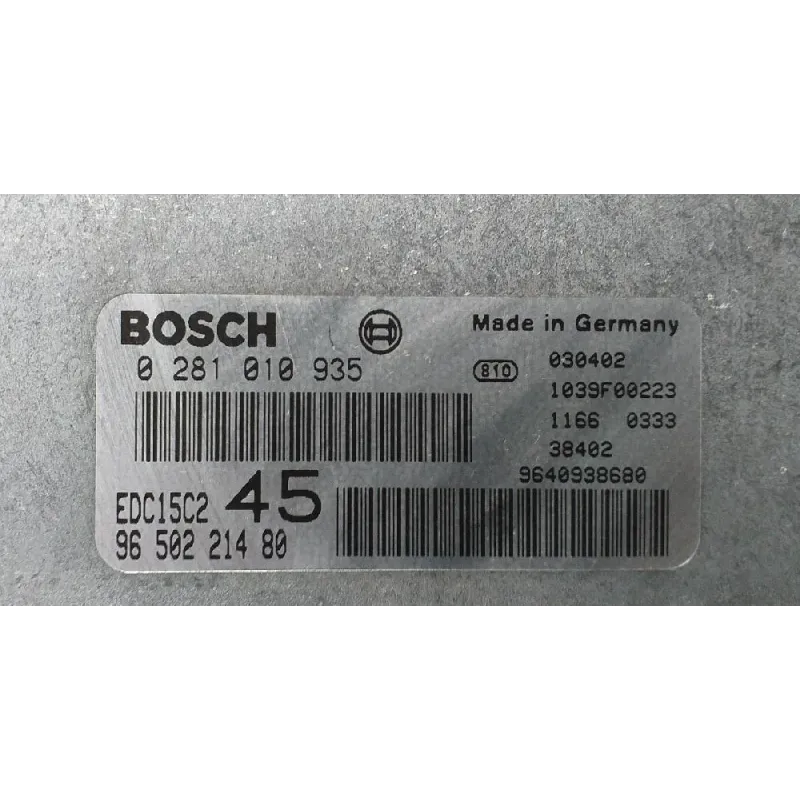 BOSCH
Made in Germany
0 281 010 935
810
030402
1039F00223
1166 0333
38402
9640938680
EDC15C2 45
96 502 214 80